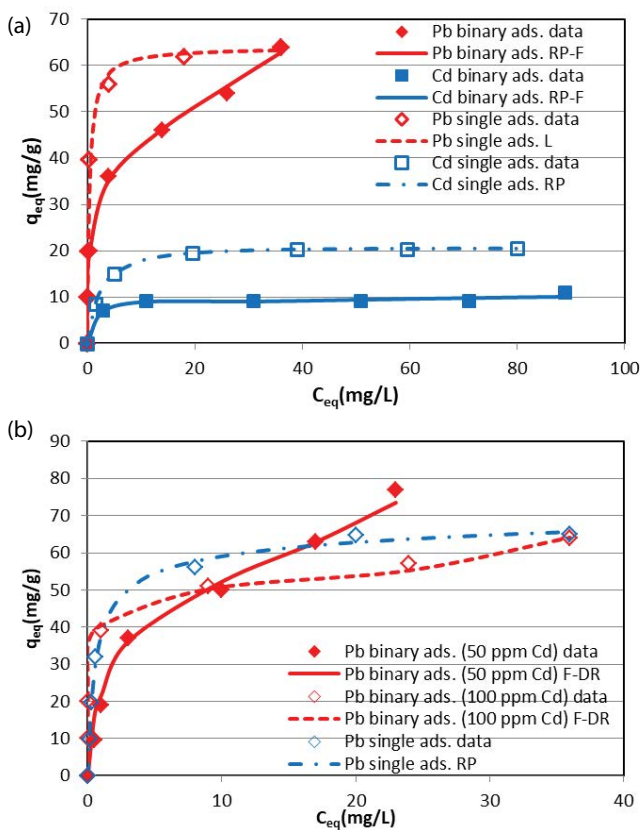 (a)
70
60
50
40
30
20
10
0
q_eq(mg/g)
Pb binary ads. data
Pb binary ads. RP-F
Cd binary ads. data
Cd binary ads. RP-F
Pb single ads. data
Pb single ads. L
Cd single ads. data
Cd single ads. RP
0 20 40 60 80 100
C_eq(mg/L)
(b)
90
80
70
60
50
40
30
20
10
0
q_eq(mg/g)
Pb binary ads. (50 ppm Cd) data
Pb binary ads. (50 ppm Cd) F-DR
Pb binary ads. (100 ppm Cd) data
Pb binary ads. (100 ppm Cd) F-DR
Pb single ads. data
Pb single ads. RP
0 10 20 30 40
C_eq(mg/L)